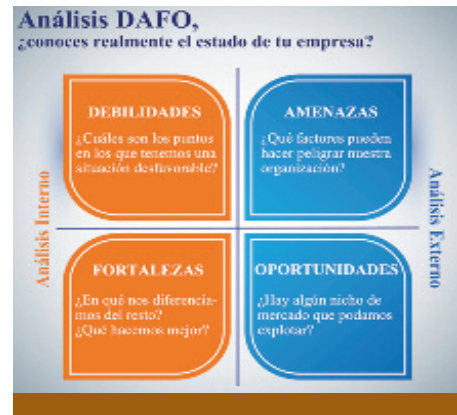 Análisis DAFO,
¿conoces realmente el estado de tu empresa?
DEBILIDADES
¿Cuáles son los puntos
en los que tenemos una
situación desfavorable?
AMENAZAS
¿Qué factores pueden
hacer peligrar nuestra
organización?
Análisis Interno
Análisis Externo
FORTALEZAS
¿En qué nos diferencia-
mos del resto?
¿Qué hacemos mejor?
OPORTUNIDADES
¿Hay algún nicho de
mercado que podamos
explotar?